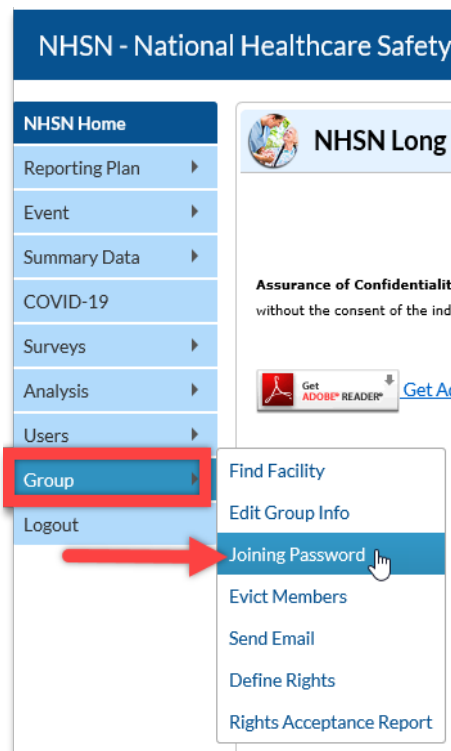 NHSN - National Healthcare Safety
NHSN Home
Reporting Plan
Event
Summary Data
COVID-19
Surveys
Analysis
Users
Group
Logout
NHSN Long
Assurance of Confidentialit
without the consent of the ind
Get
ADOBE® READER®
Get Ad
Find Facility
Edit Group Info
Joining Password
Evict Members
Send Email
Define Rights
Rights Acceptance Report